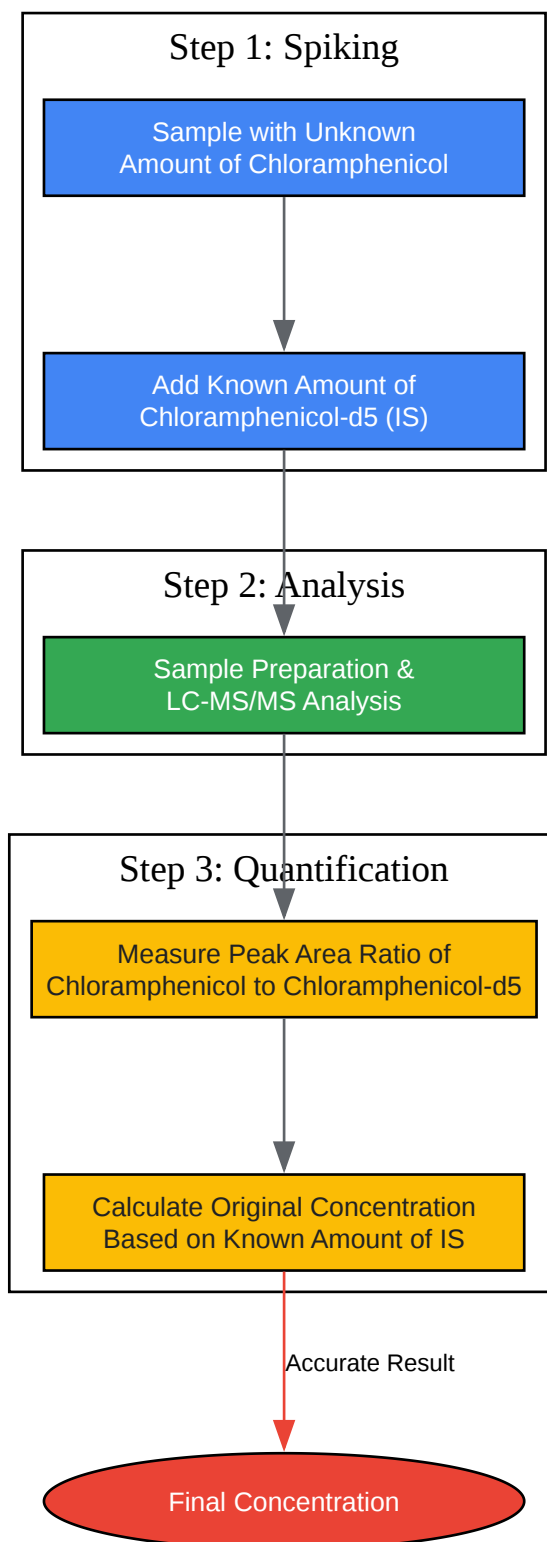 Step 1: Spiking
Sample with Unknown
Amount of Chloramphenicol
Add Known Amount of
Chloramphenicol-d5 (IS)
Step 2: Analysis
Sample Preparation &
LC-MS/MS Analysis
Step 3: Quantification
Measure Peak Area Ratio of
Chloramphenicol to Chloramphenicol-d5
Calculate Original Concentration
Based on Known Amount of IS
Accurate Result
Final Concentration